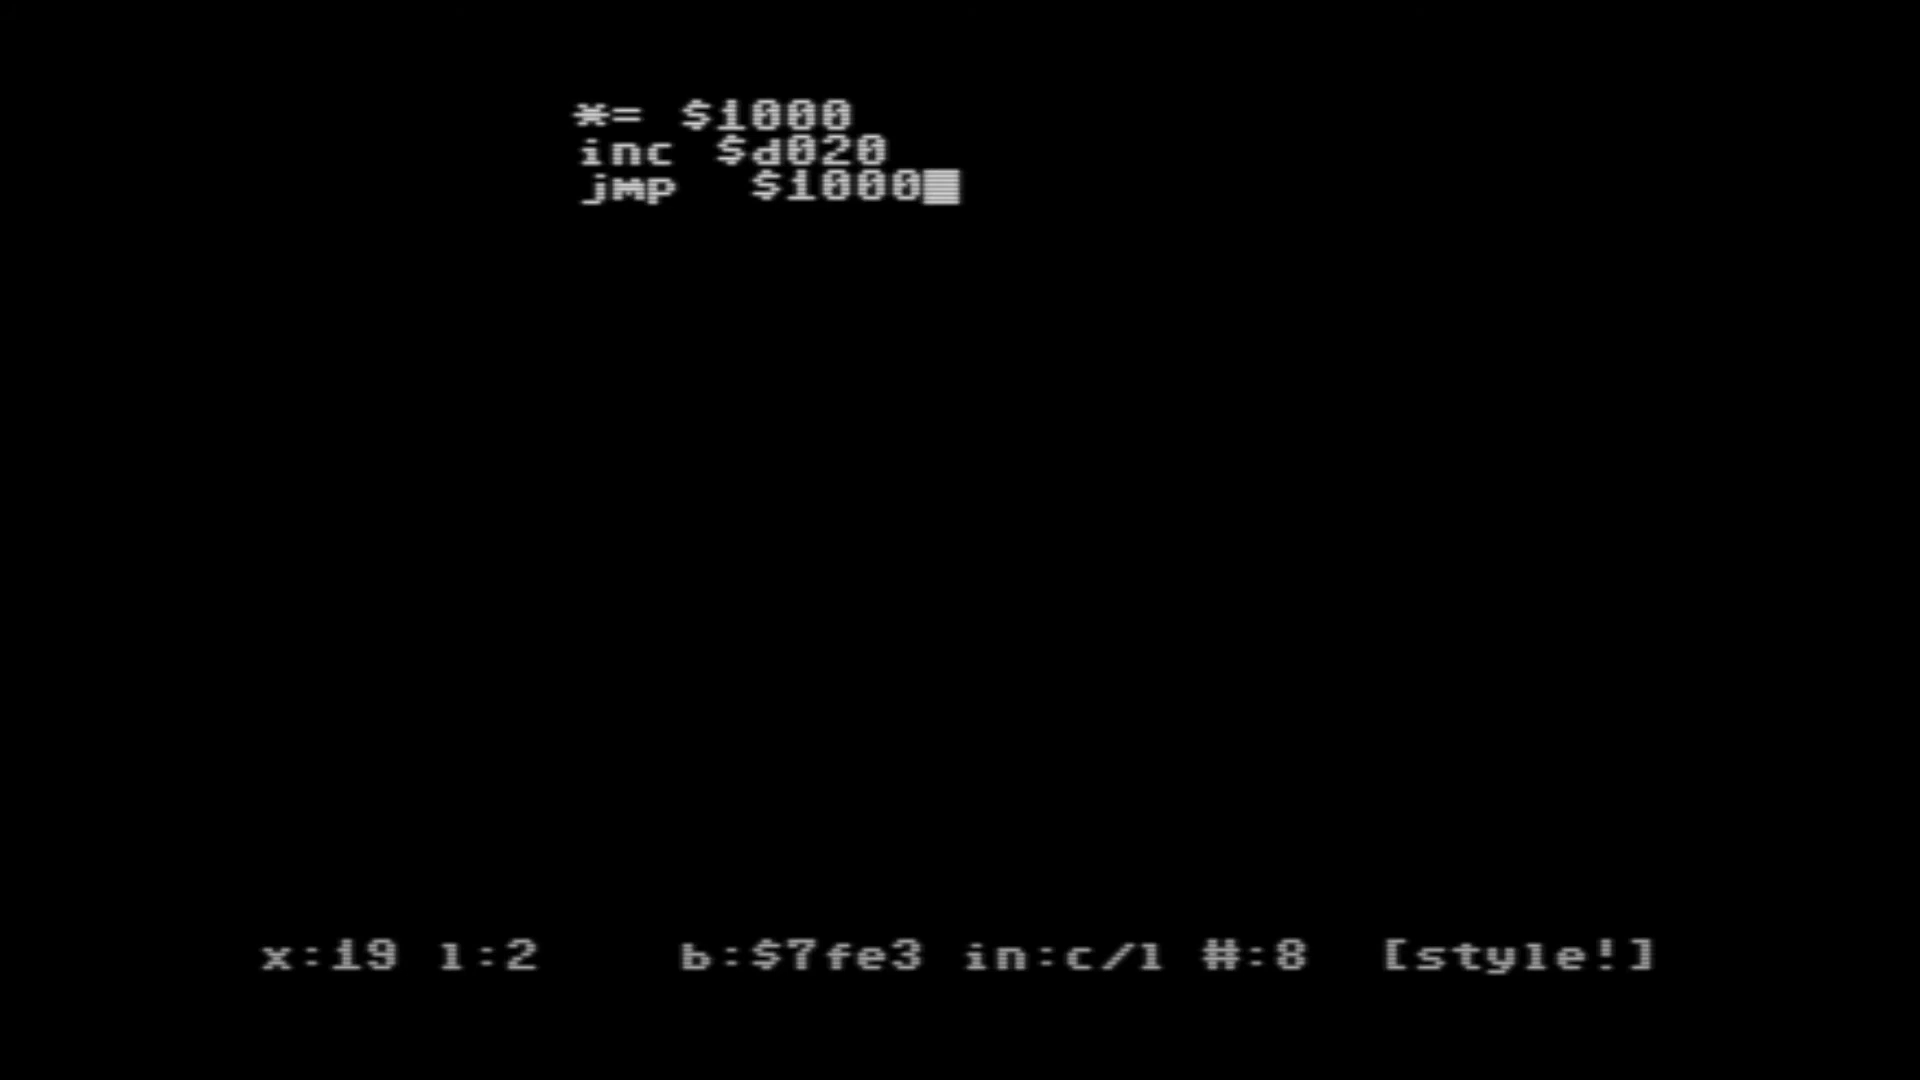 *= $1000
inc $d020
jmp  $1000
x:19 l:2    b:$7fe3 in:c/l #:8  [style!]